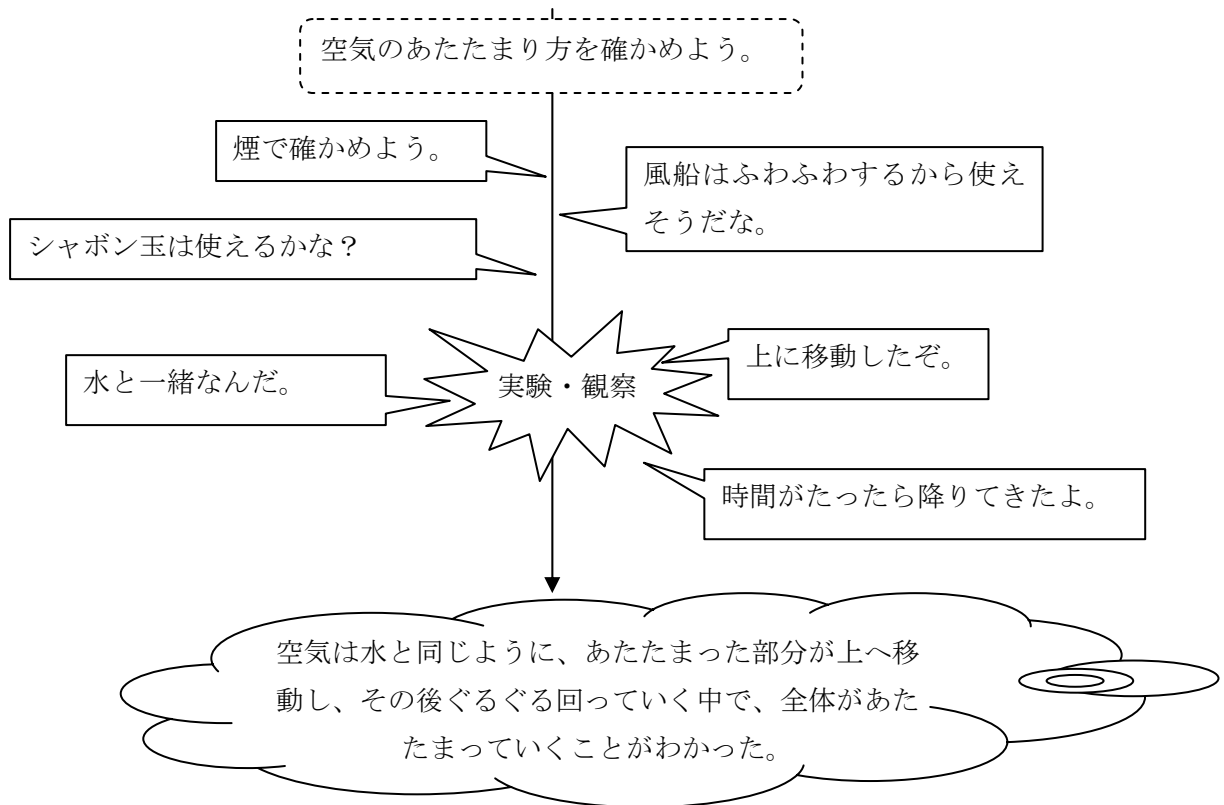 空気のあたたまり方を確かめよう。
煙で確かめよう。
風船はふわふわするから使え
そうだな。
シャボン玉は使えるかな？
実験・観察
上に移動したぞ。
水と一緒なんだ。
時間がたったら降りてきたよ。
空気は水と同じように、あたたまった部分が上へ移
動し、その後ぐるぐる回っていく中で、全体があた
たまっていくことがわかった。